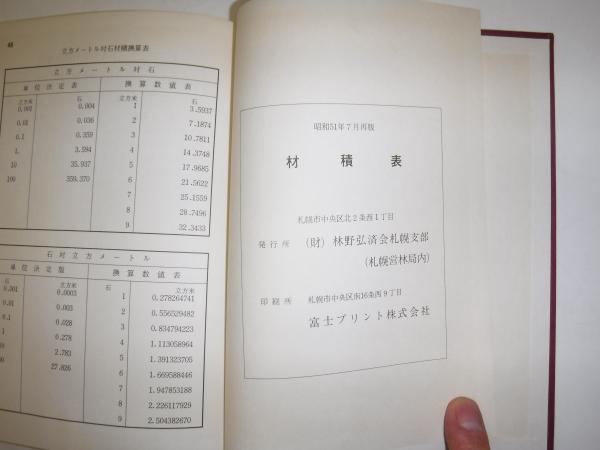 48
立方メートル対石材積換算表
立方メートル対石
単位決定表 換算数値表
立方米 石 立方米 石
0.001 0.004 1 3.5937
0.01 0.036 2 7.1874
0.1 0.359 3 10.7811
1. 3.594 4 14.3748
10 35.937 5 17.9685
100 359.370 6 21.5622
7 25.1559
8 28.7496
9 32.3433
石対立方メートル
単位決定版 換算数値表
石 立方米 石 立方米
0.001 0.0003 1 0.278264741
0.01 0.003 2 0.556529482
0.1 0.028 3 0.834794223
1 0.278 4 1.113058964
2.783 5 1.391323705
27.826 6 1.669588446
7 1.947853188
8 2.226117929
9 2.504382670
昭和51年7月再版
材積表
札幌市中央区北2条西1丁目
発行所 (財)林野弘済会札幌支部
(札幌営林局内)
印刷所 札幌市中央区南16条西9丁目
富士プリント株式会社